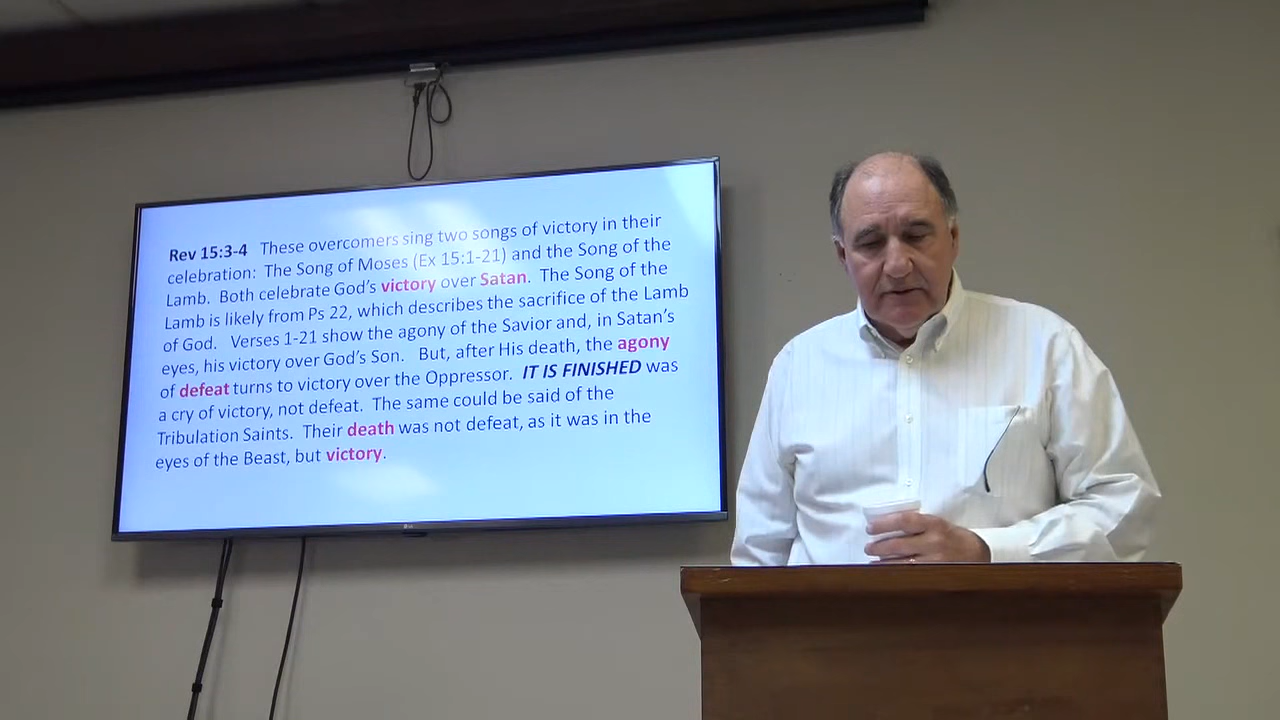 Rev 15:3-4 These overcomers sing two songs of victory in their
celebration: The Song of Moses (Ex 15:1-21) and the Song of the
Lamb. Both celebrate God's victory over Satan. The Song of the
Lamb is likely from Ps 22, which describes the sacrifice of the Lamb
of God. Verses 1-21 show the agony of the Savior and, in Satan's
eyes, his victory over God's Son. But, after His death, the agony
of defeat turns to victory over the Oppressor. IT IS FINISHED was
a cry of victory, not defeat. The same could be said of the
Tribulation Saints. Their death was not defeat, as it was in the
eyes of the Beast, but victory.
LG